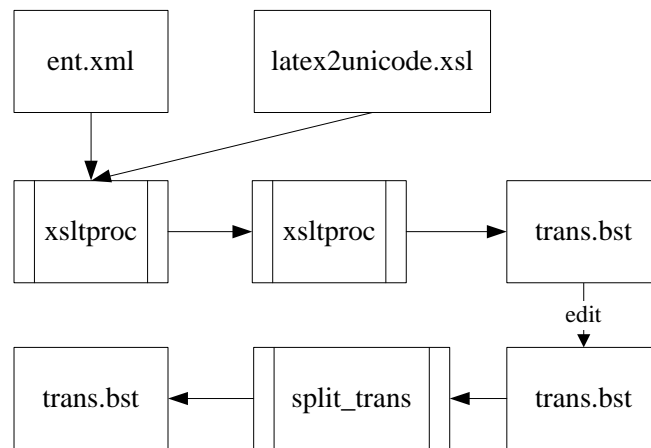 ent.xml
latex2unicode.xsl
xsltproc
xsltproc
trans.bst
edit
trans.bst
split_trans
trans.bst